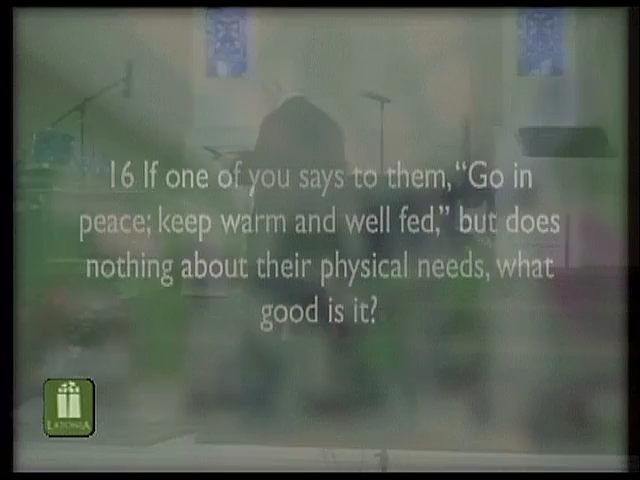 16 If one of you says to them, “Go in
peace; keep warm and well fed,” but does
nothing about their physical needs, what
good is it?
LATONIA